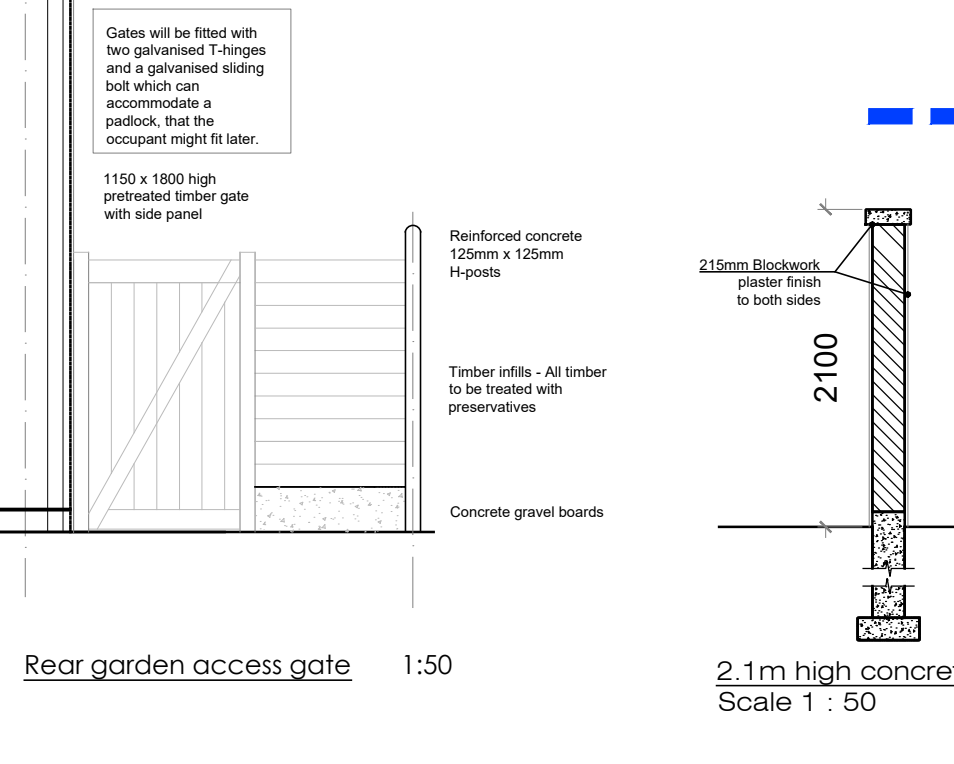 Gates will be fitted with
two galvanised T-hinges
and a galvanised sliding
bolt which can
accommodate a
padlock, that the
occupant might fit later.
1150 x 1800 high
pretreated timber gate
with side panel
Reinforced concrete
125mm x 125mm
H-posts
Timber infills - All timber
to be treated with
preservatives
Concrete gravel boards
Rear garden access gate 1:50
215mm Blockwork
plaster finish
to both sides
2100
2.1m high
Scale 1 : 50